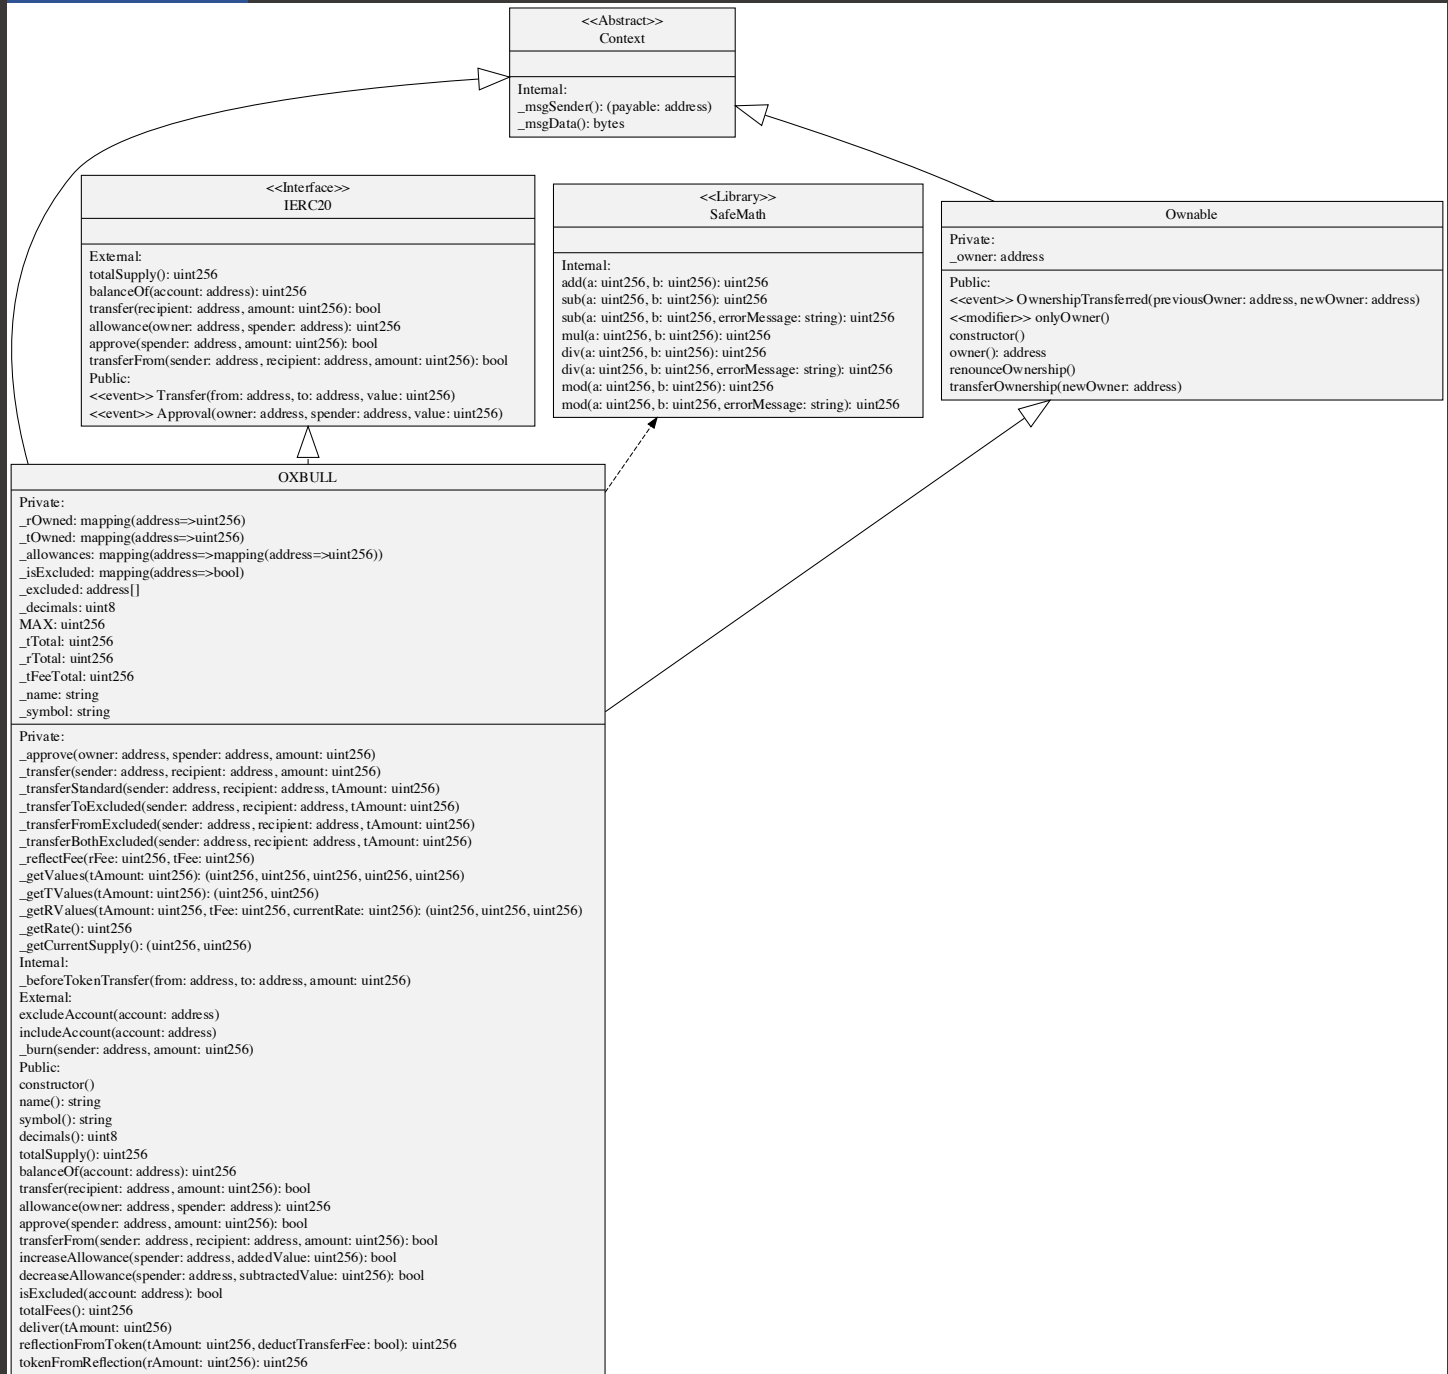 <<Abstract>>
Context
Internal:
_msgSender(): (payable: address)
_msgData(): bytes
<<Interface>>
IERC20
External:
totalSupply(): uint256
balanceOf(account: address): uint256
transfer(recipient: address, amount: uint256): bool
allowance(owner: address, spender: address): uint256
approve(spender: address, amount: uint256): bool
transferFrom(sender: address, recipient: address, amount: uint256): bool
Public:
<<event>> Transfer(from: address, to: address, value: uint256)
<<event>> Approval(owner: address, spender: address, value: uint256)
<<Library>>
SafeMath
Internal:
add(a: uint256, b: uint256): uint256
sub(a: uint256, b: uint256): uint256
sub(a: uint256, b: uint256, errorMessage: string): uint256
mul(a: uint256, b: uint256): uint256
div(a: uint256, b: uint256): uint256
div(a: uint256, b: uint256, errorMessage: string): uint256
mod(a: uint256, b: uint256): uint256
mod(a: uint256, b: uint256, errorMessage: string): uint256
Ownable
Private:
_owner: address
Public:
<<event>> OwnershipTransferred(previousOwner: address, newOwner: address)
<<modifier>> onlyOwner()
constructor()
owner(): address
renounceOwnership()
transferOwnership(newOwner: address)
OXBULL
Private:
_rOwned: mapping(address=>uint256)
_tOwned: mapping(address=>uint256)
_allowances: mapping(address=>mapping(address=>uint256))
_isExcluded: mapping(address=>bool)
_excluded: address[]
_decimals: uint8
MAX: uint256
_tTotal: uint256
_rTotal: uint256
_tFeeTotal: uint256
_name: string
_symbol: string
Private:
_approve(owner: address, spender: address, amount: uint256)
_transfer(sender: address, recipient: address, amount: uint256)
_transferStandard(sender: address, recipient: address, tAmount: uint256)
_transferToExcluded(sender: address, recipient: address, tAmount: uint256)
_transferFromExcluded(sender: address, recipient: address, tAmount: uint256)
_transferBothExcluded(sender: address, recipient: address, tAmount: uint256)
_reflectFee(rFee: uint256, tFee: uint256)
_getValues(tAmount: uint256): (uint256, uint256, uint256, uint256, uint256)
_getTValues(tAmount: uint256): (uint256, uint256)
_getRValues(tAmount: uint256, tFee: uint256, currentRate: uint256): (uint256, uint256, uint256)
_getRate(): uint256
_getCurrentSupply(): (uint256, uint256)
Internal:
_beforeTokenTransfer(from: address, to: address, amount: uint256)
External:
excludeAccount(account: address)
includeAccount(account: address)
_burn(sender: address, amount: uint256)
Public:
constructor()
name(): string
symbol(): string
decimals(): uint8
totalSupply(): uint256
balanceOf(account: address): uint256
transfer(recipient: address, amount: uint256): bool
allowance(owner: address, spender: address): uint256
approve(spender: address, amount: uint256): bool
transferFrom(sender: address, recipient: address, amount: uint256): bool
increaseAllowance(spender: address, addedValue: uint256): bool
decreaseAllowance(spender: address, subtractedValue: uint256): bool
isExcluded(account: address): bool
totalFees(): uint256
deliver(tAmount: uint256)
reflectionFromToken(tAmount: uint256, deductTransferFee: bool): uint256
tokenFromReflection(rAmount: uint256): uint256